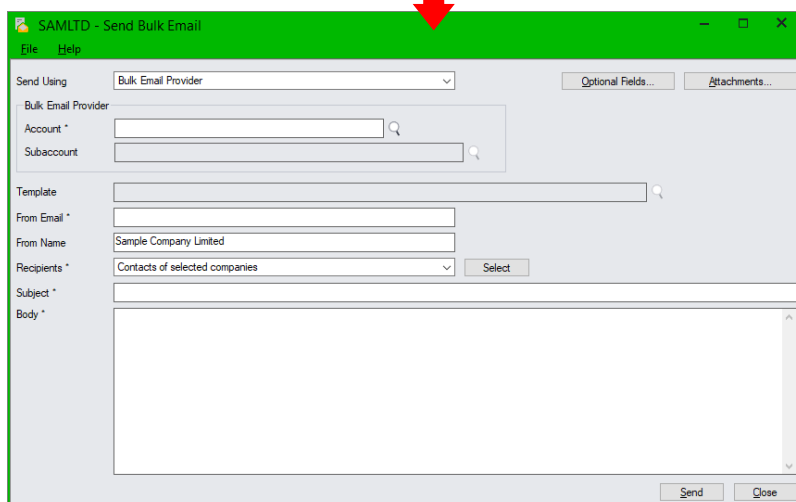 SAMLTD - Send Bulk Email
File Help
Send Using Bulk Email Provider Optional Fields... Attachments...
Bulk Email Provider
Account *
Subaccount
Template
From Email *
From Name Sample Company Limited
Recipients * Contacts of selected companies Select
Subject *
Body *
Send Close